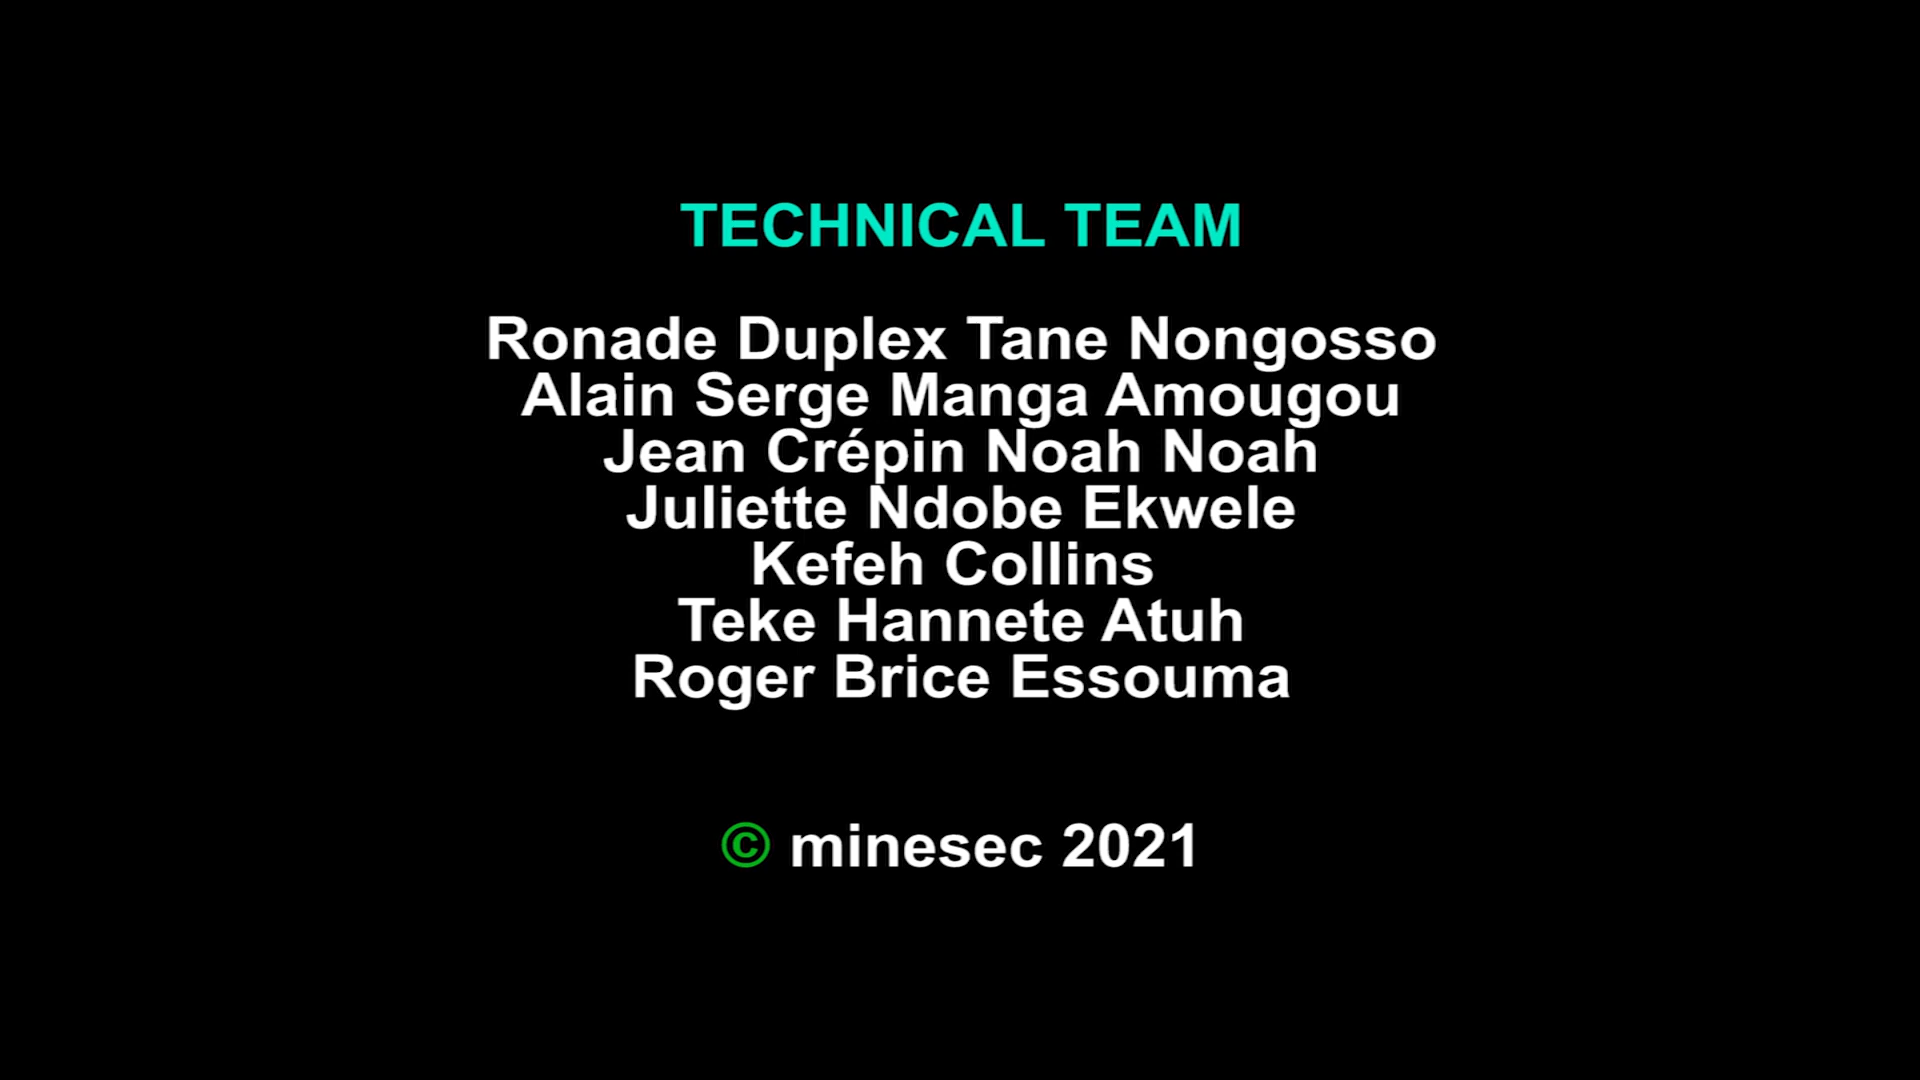 TECHNICAL TEAM
Ronade Duplex Tane Nongosso
Alain Serge Manga Amougou
Jean Crépin Noah Noah
Juliette Ndobe Ekwele
Kefeh Collins
Teke Hannete Atuh
Roger Brice Essouma
© minesec 2021